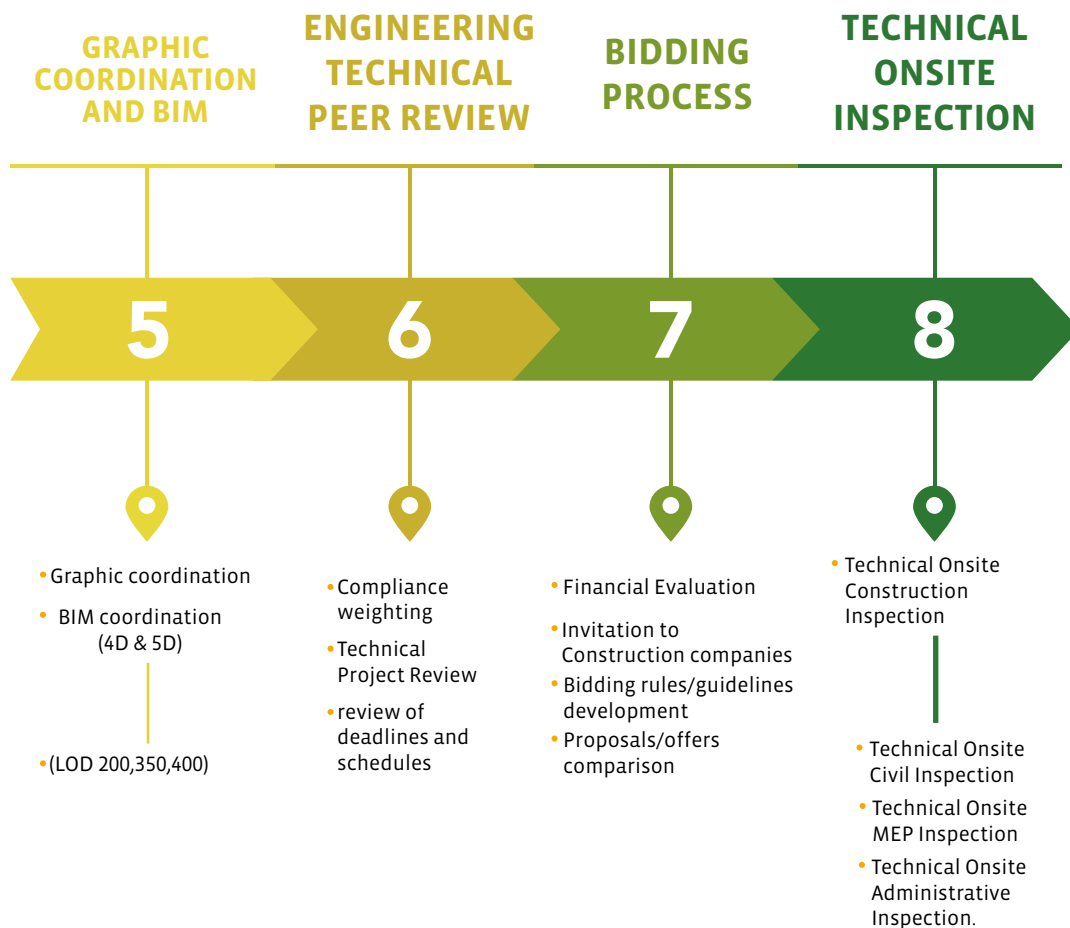 GRAPHIC
COORDINATION
AND BIM
ENGINEERING
TECHNICAL
PEER REVIEW
BIDDING
PROCESS
TECHNICAL
ONSITE
INSPECTION
5
6
7
8
• Graphic coordination
• BIM coordination
(4D & 5D)
• (LOD 200,350,400)
• Compliance
weighting
• Technical
Project Review
• review of
deadlines and
schedules
• Financial Evaluation
• Invitation to
Construction companies
• Bidding rules/guidelines
development
• Proposals/offers
comparison
• Technical Onsite
Construction
Inspection
• Technical Onsite
Civil Inspection
• Technical Onsite
MEP Inspection
• Technical Onsite
Administrative
Inspection.